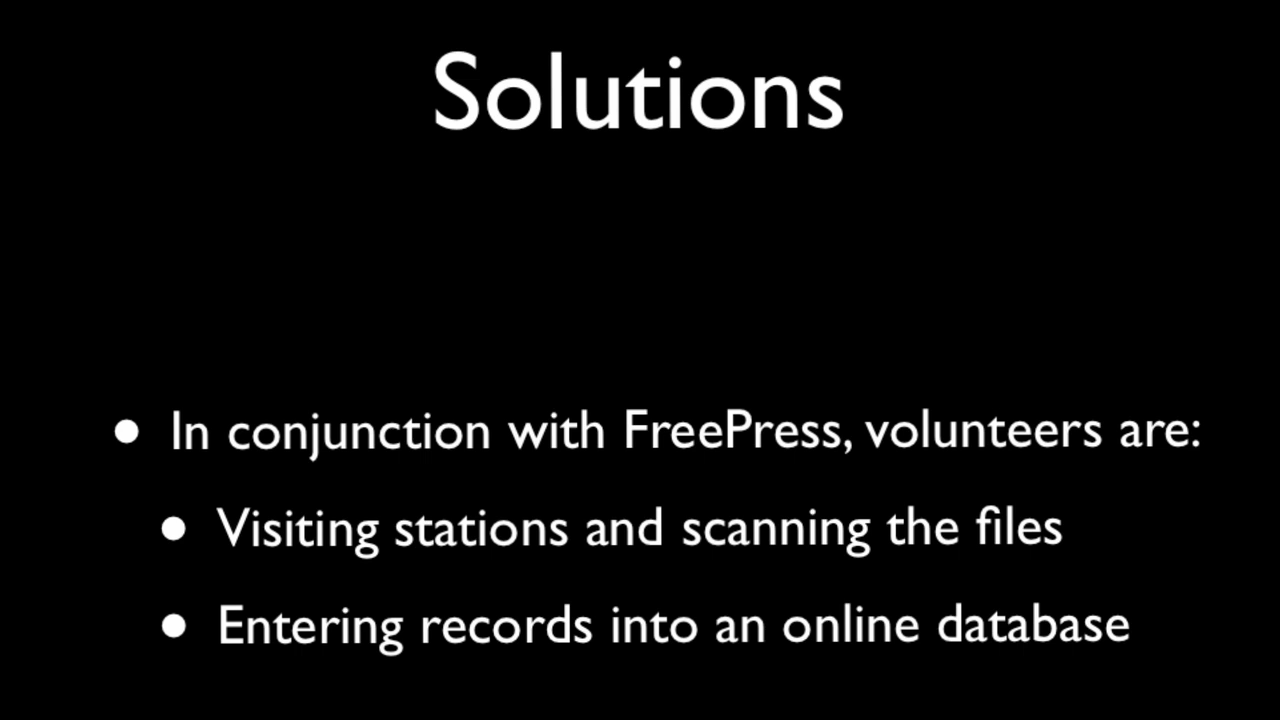 Solutions
• In conjunction with FreePress, volunteers are:
• Visiting stations and scanning the files
• Entering records into an online database